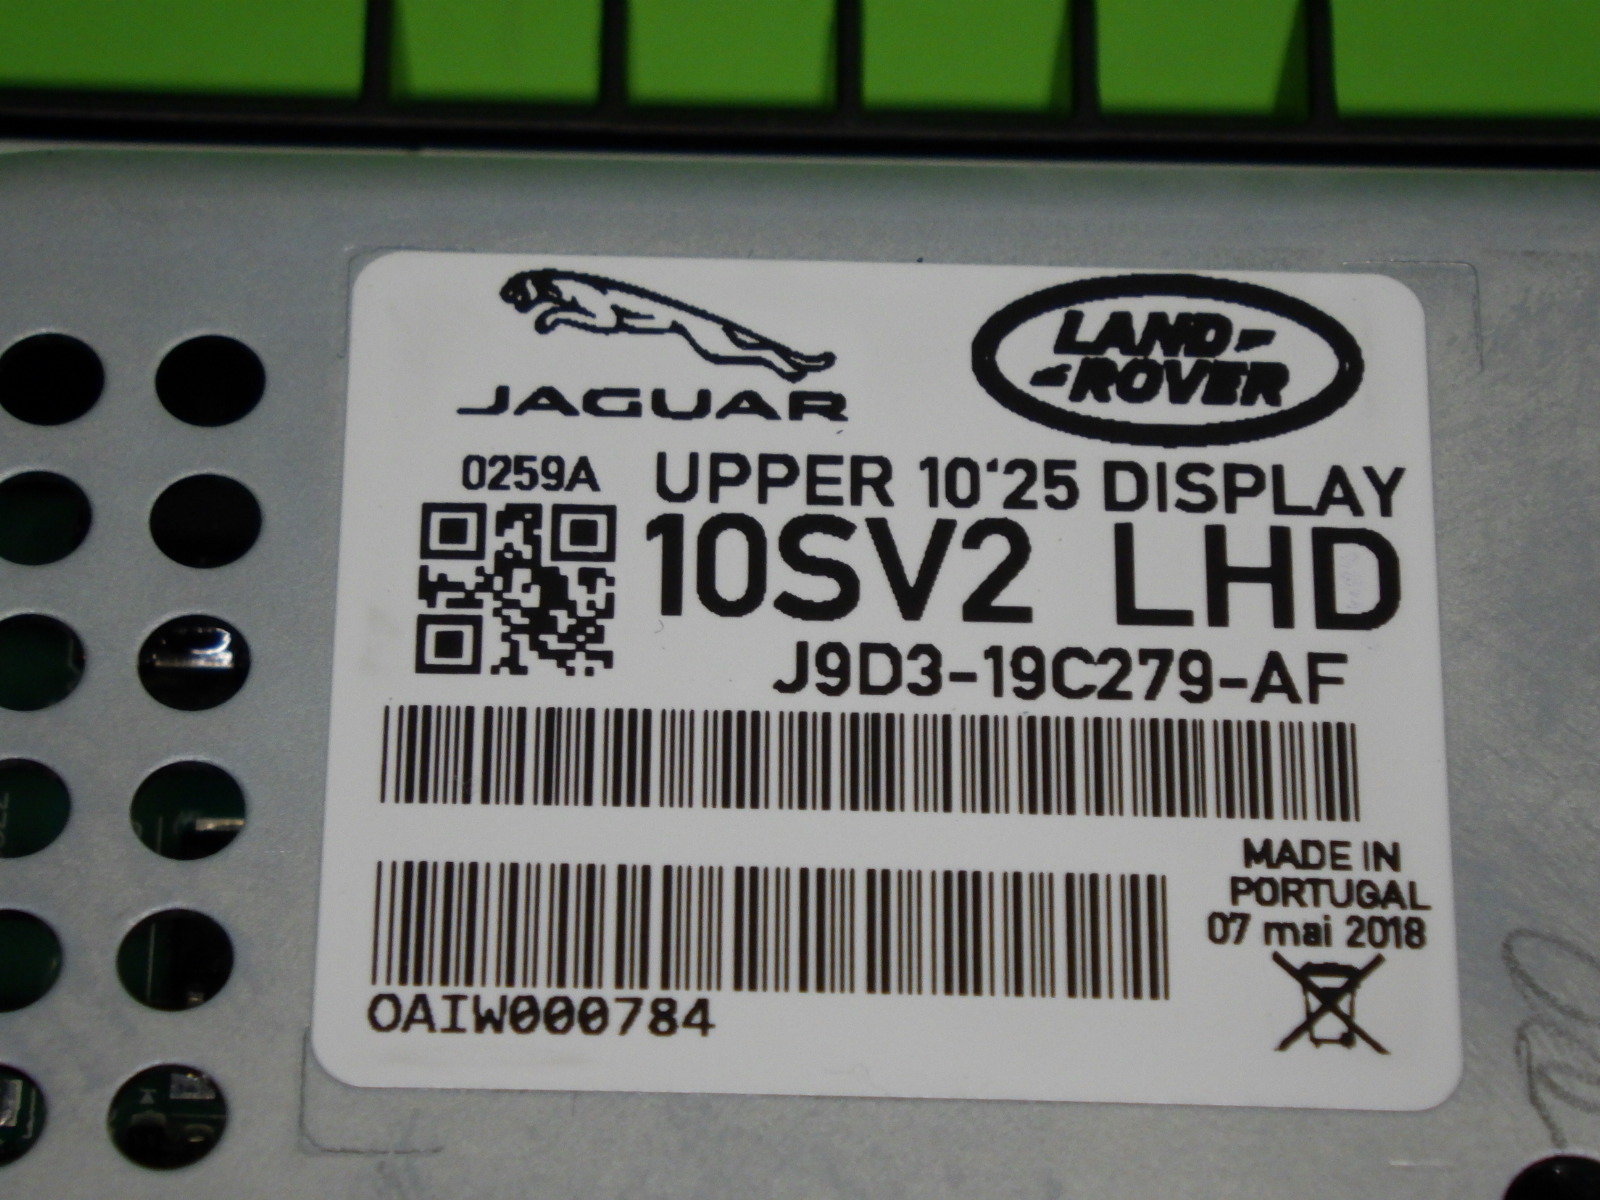 JAGUAR
LAND-
-ROVER
0259A
UPPER 10'25 DISPLAY
10SV2 LHD
J9D3-19C279-AF
MADE IN
PORTUGAL
07 mai 2018
OAIW000784